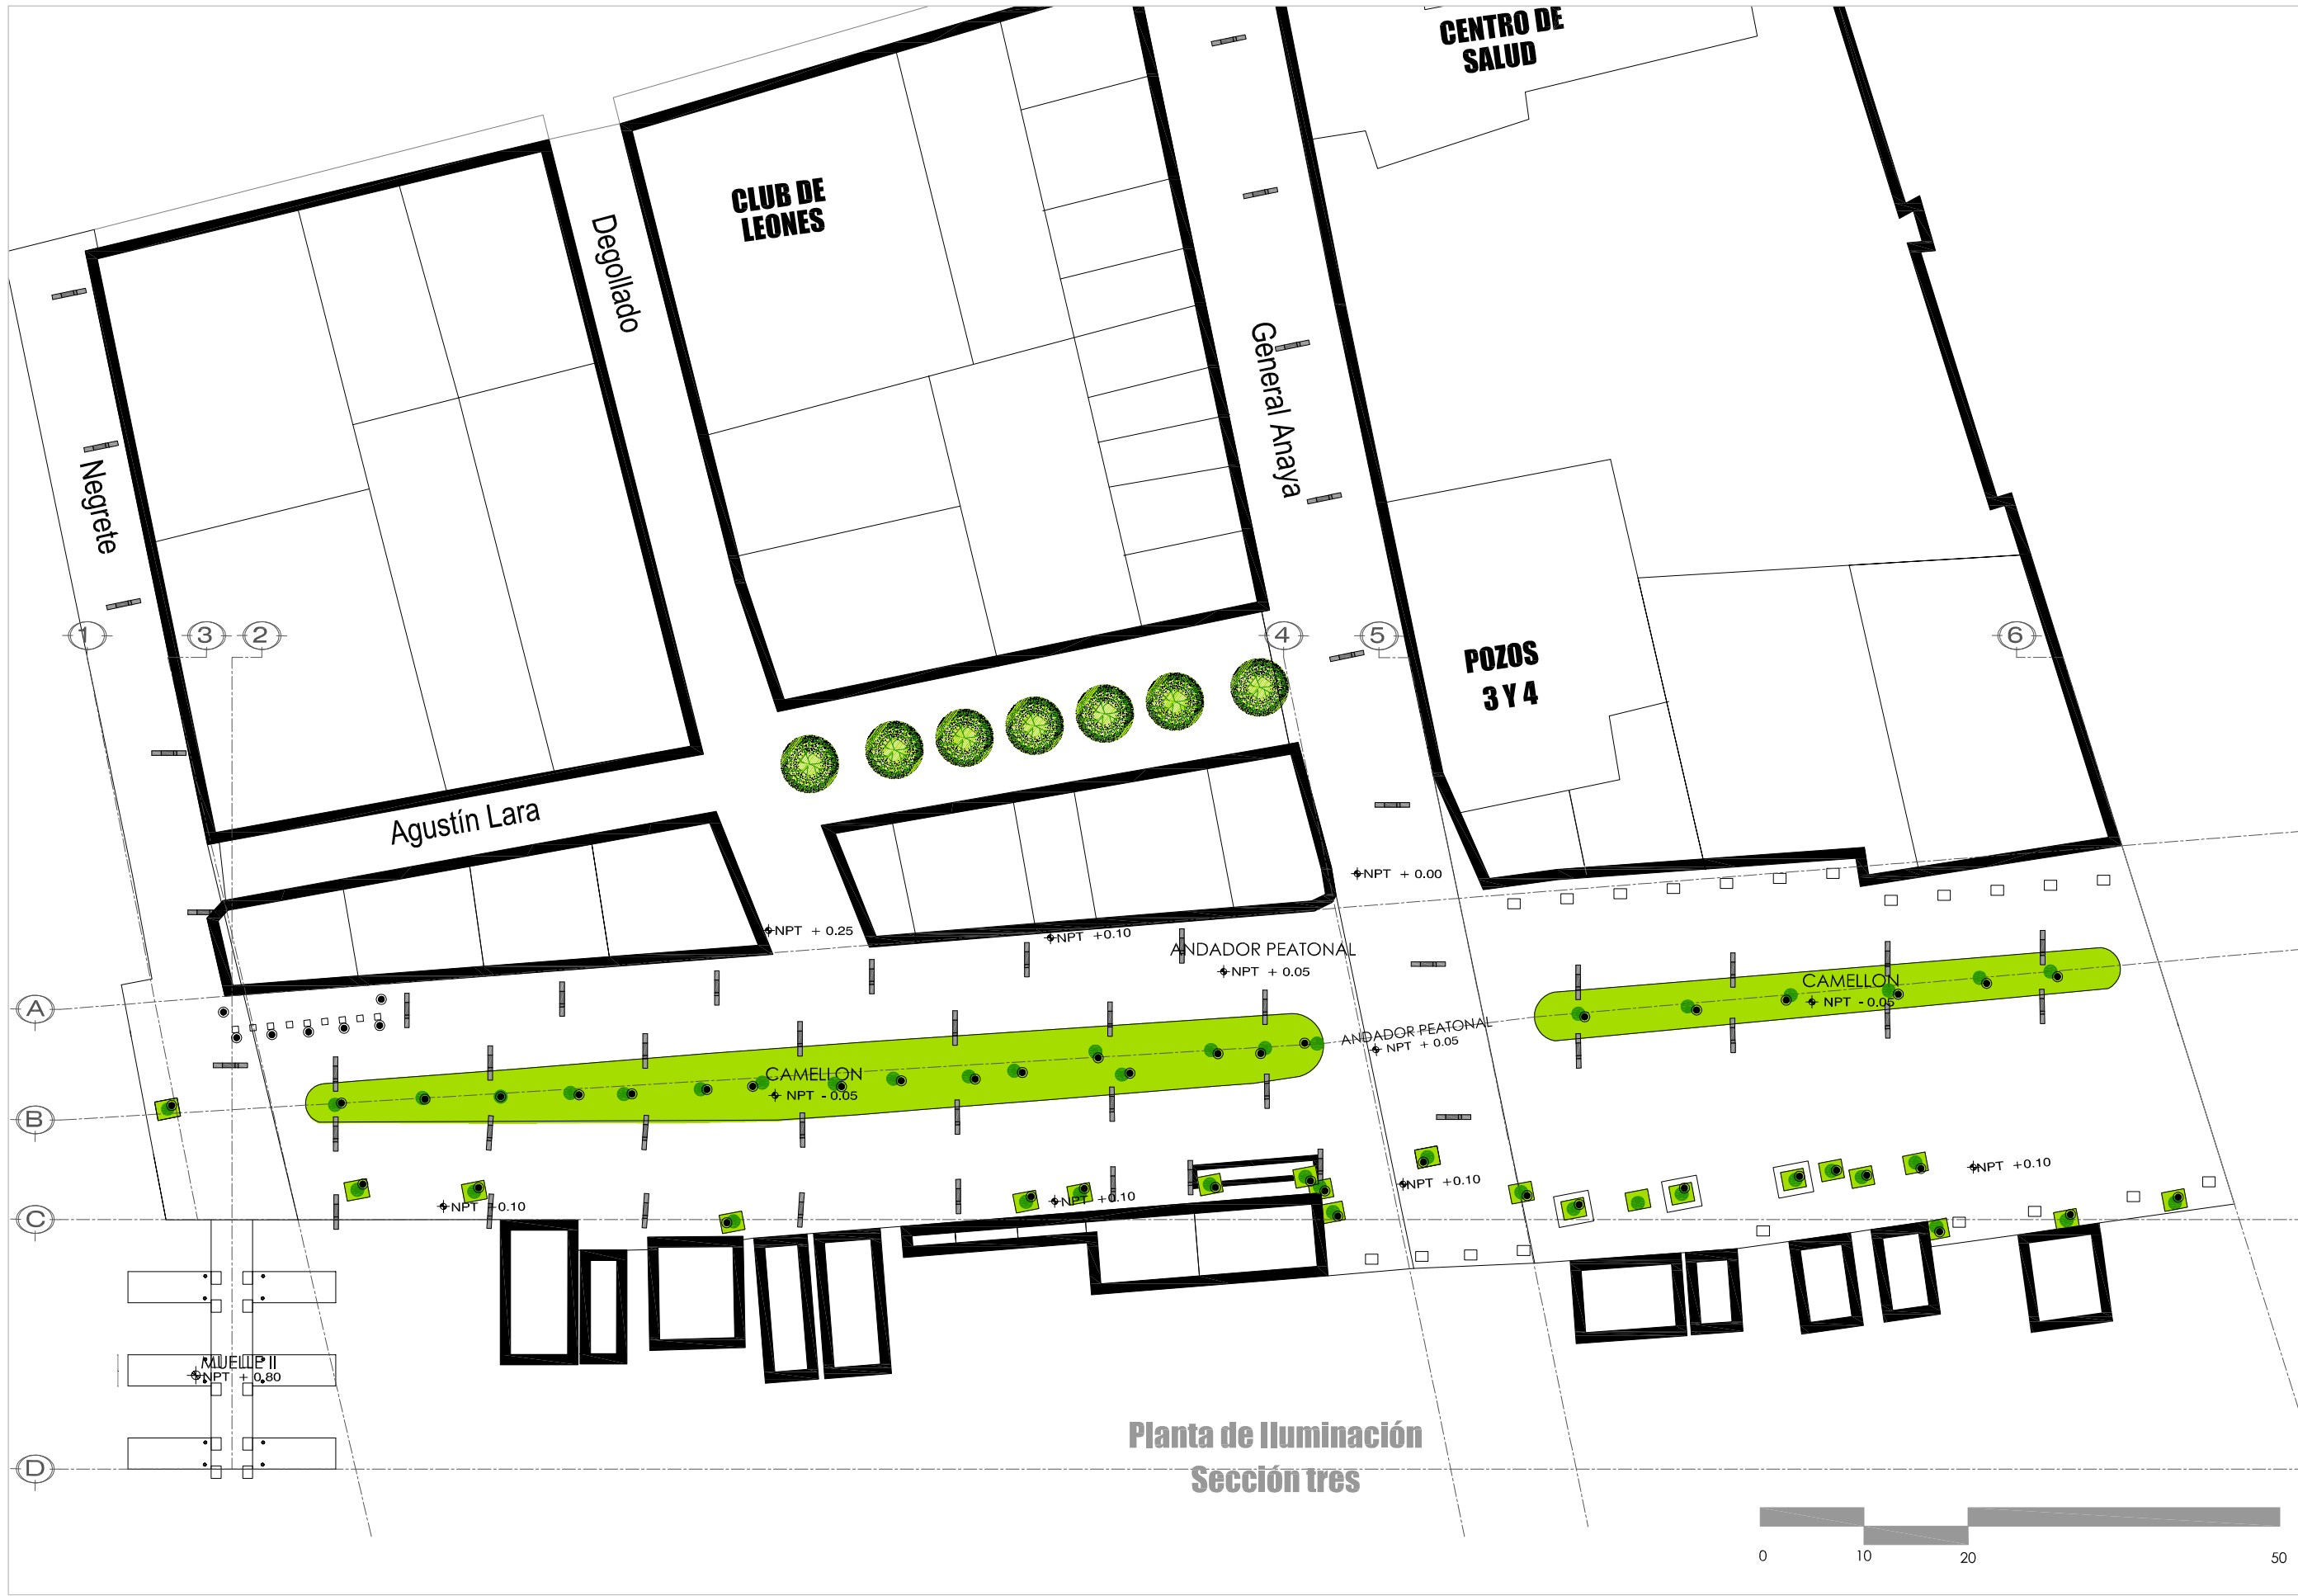 CENTRO DE
SALUD
CLUB DE
LEONES
Degollado
General Anaya
Negrete
1
3
2
4
5
6
POZOS
3 Y 4
Agustín Lara
NPT + 0.00
NPT + 0.25
NPT +0.10
ANDADOR PEATONAL
NPT + 0.05
CAMELLON
NPT - 0.05
A
ANDADOR PEATONAL
NPT + 0.05
CAMELLON
NPT - 0.05
B
NPT +0.10
NPT +0.10
NPT +0.10
NPT +0.10
C
MUELLE II
NPT + 0.80
Planta de Iluminación
Sección tres
D
0 10 20 50